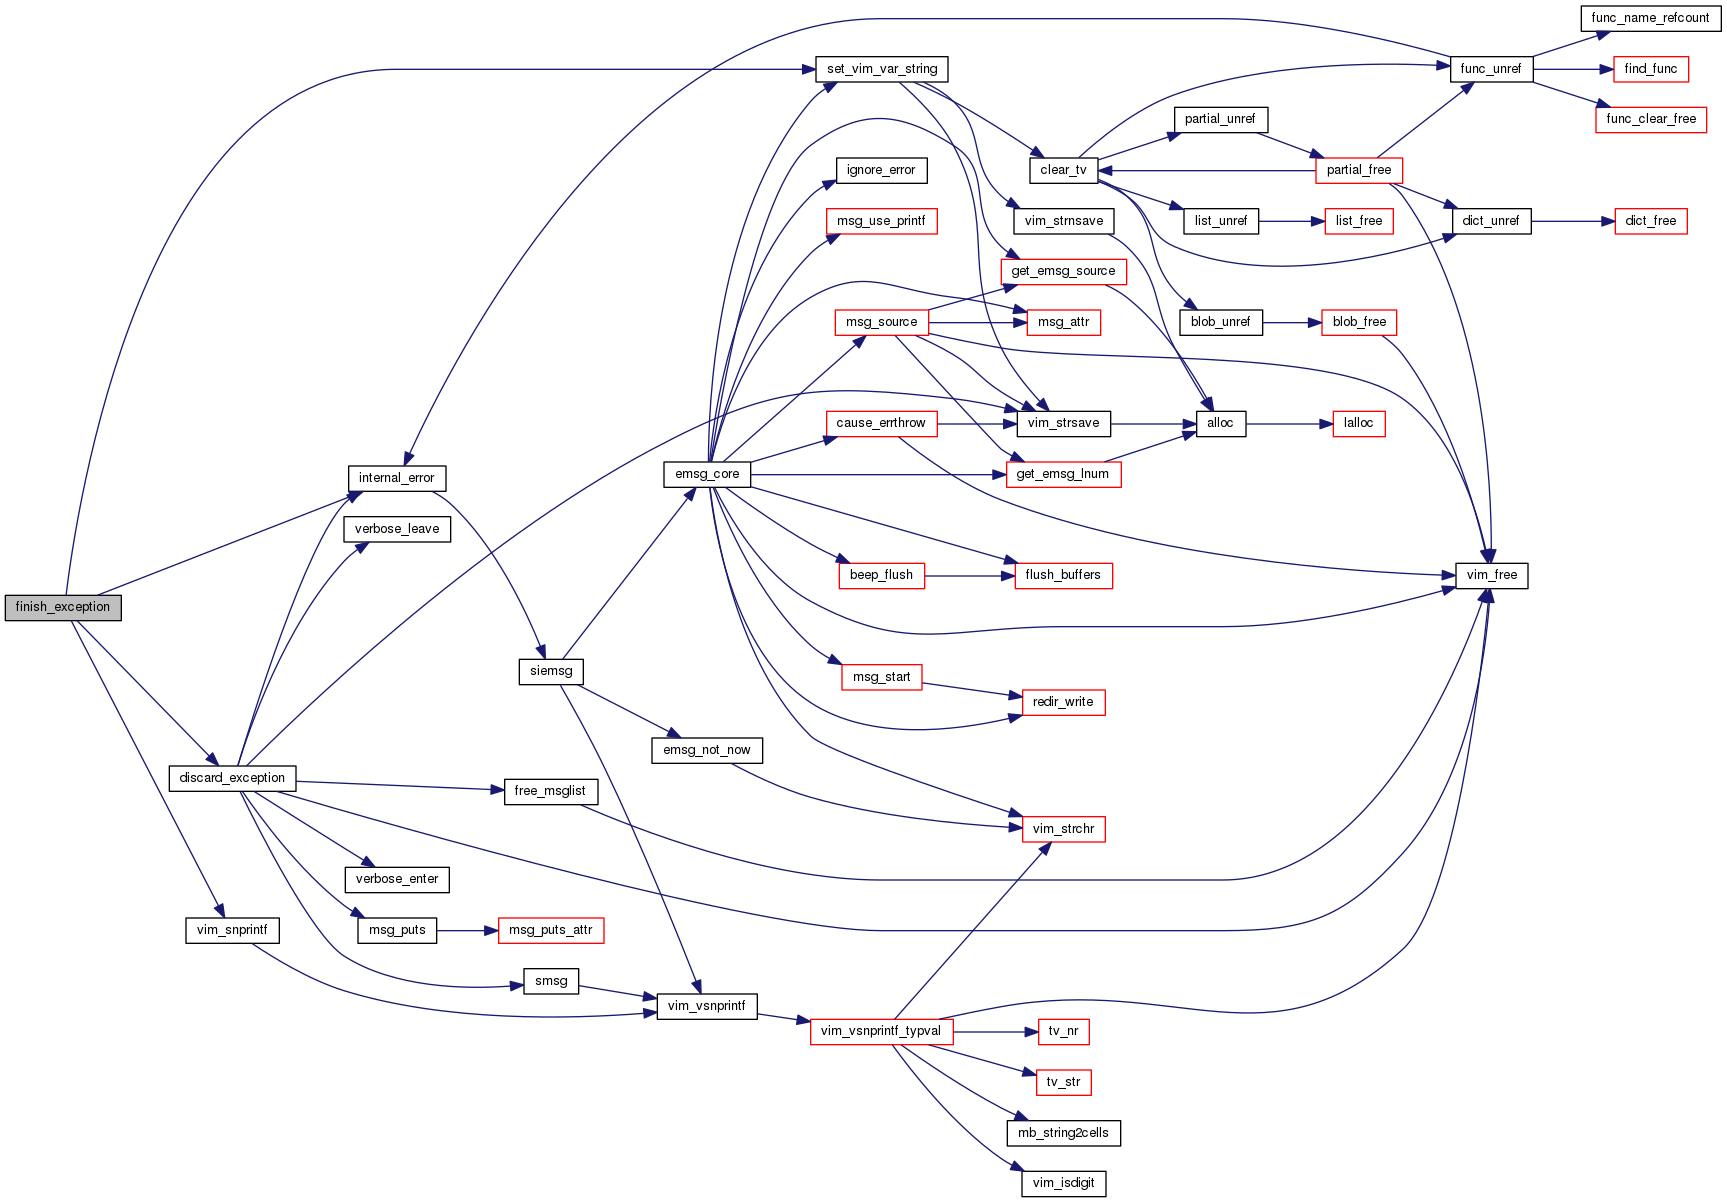 func_name_refcount
set_vim_var_string
func_unref
find_func
func_clear_free
partial_unref
ignore_error
clear_tv
partial_free
msg_use_printf
vim_strnsave
list_unref
list_free
dict_unref
dict_free
get_emsg_source
msg_source
msg_attr
blob_unref
blob_free
cause_errthrow
vim_strsave
alloc
lalloc
internal_error
emsg_core
get_emsg_lnum
verbose_leave
beep_flush
flush_buffers
vim_free
finish_exception
siemsg
msg_start
redir_write
emsg_not_now
discard_exception
free_msglist
vim_strchr
verbose_enter
vim_snprintf
msg_puts
msg_puts_attr
smsg
vim_vsnprintf
vim_vsnprintf_typval
tv_nr
tv_str
mb_string2cells
vim_isdigit